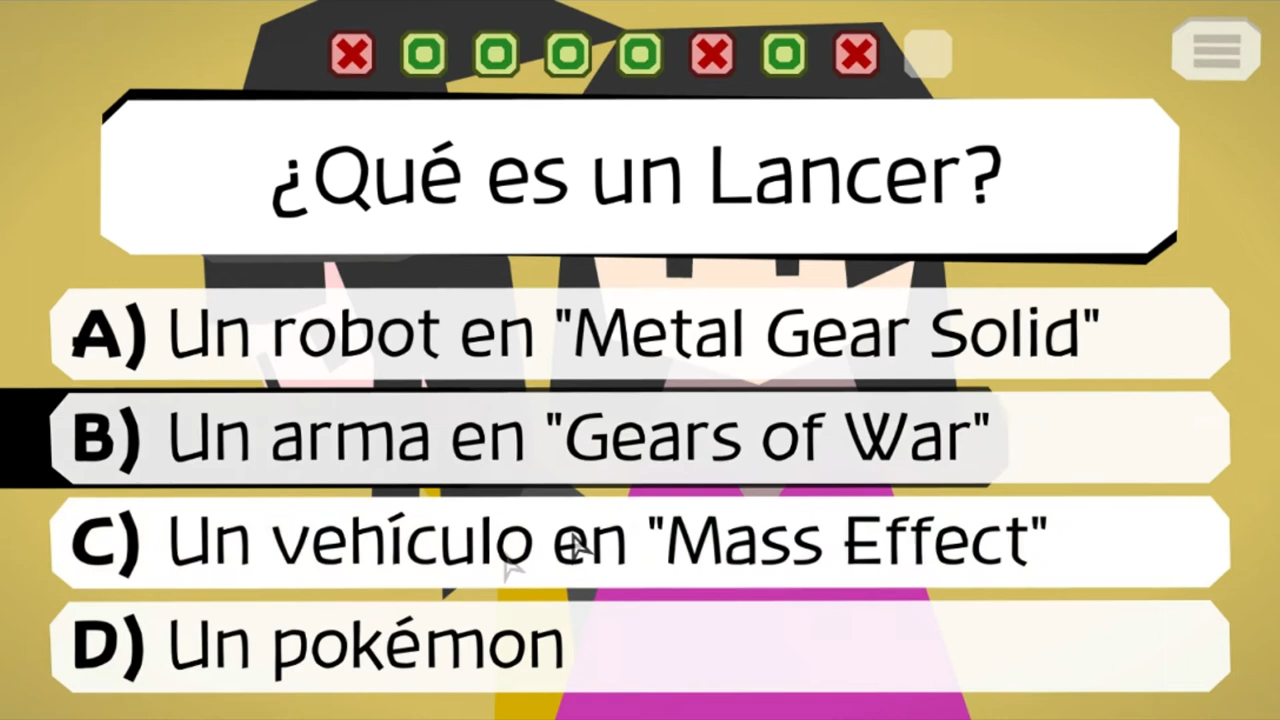 ¿Qué es un Lancer?
A) Un robot en "Metal Gear Solid"
B) Un arma en "Gears of War"
C) Un vehículo en "Mass Effect"
D) Un pokémon